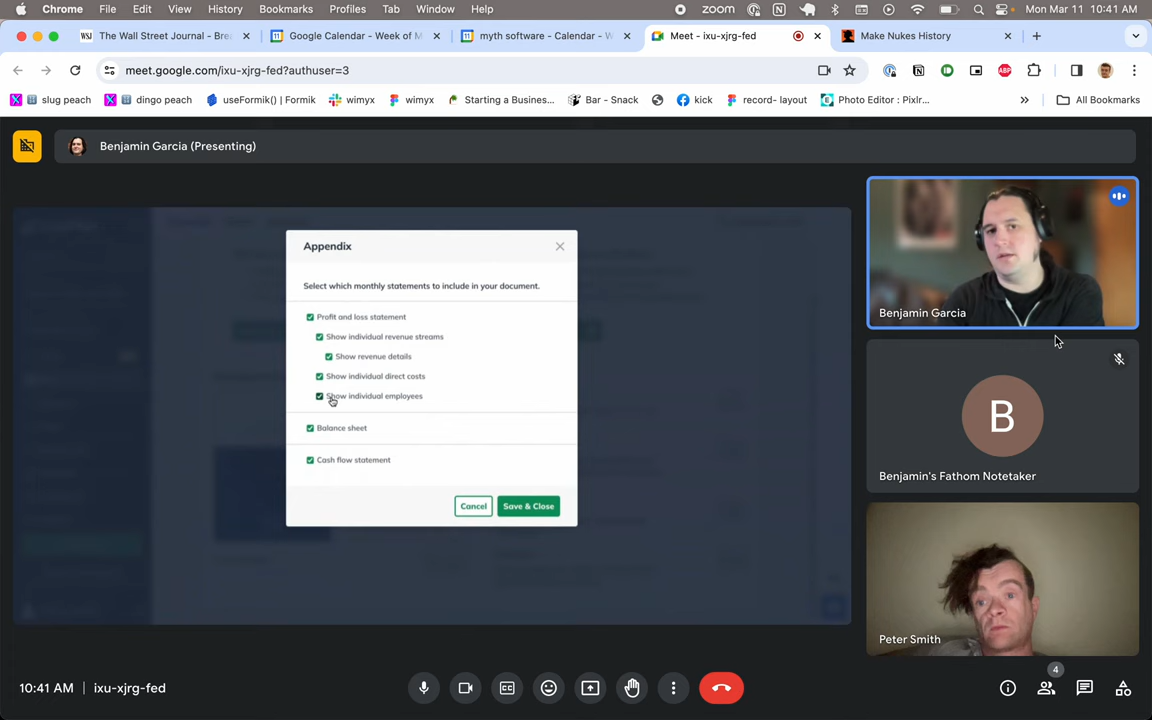 Chrome File Edit View History Bookmarks Profiles Tab Window Help zoom Mon Mar 11 10:41 AM
The Wall Street Journal - Brea Google Calendar - Week of M myth software - Calendar - W Meet - ixu-xjrg-fed Make Nukes History
meet.google.com/ixu-xjrg-fed?authuser=3 ABP
slug peach dingo peach useFormik() | Formik wimyx wimyx Starting a Busines... Bar - Snack kick record- layout Photo Editor : Pixlr... » All Bookmarks
Benjamin Garcia (Presenting)
Appendix
Select which monthly statements to include in your document.
Profit and loss statement
Show individual revenue streams
Show revenue details
Show individual direct costs
Show individual employees
Balance sheet
Cash flow statement
Cancel Save & Close
Benjamin Garcia
B
Benjamin's Fathom Notetaker
Peter Smith
10:41 AM | ixu-xjrg-fed 4